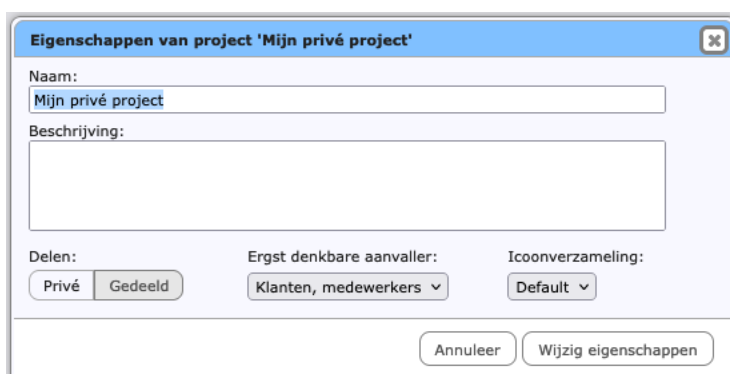 Eigenschappen van project 'Mijn privé project'
Naam:
Mijn privé project
Beschrijving:
Delen: Ergst denkbare aanvaller: Icoonverzameling:
Privé Gedeeld Klanten, medewerkers Default
Annuleer Wijzig eigenschappen